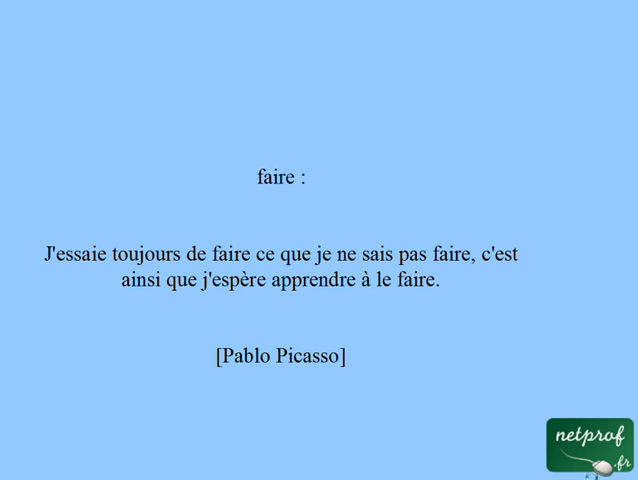 faire :
J'essaie toujours de faire ce que je ne sais pas faire, c'est
ainsi que j'espère apprendre à le faire.
[Pablo Picasso]
netprof
.fr